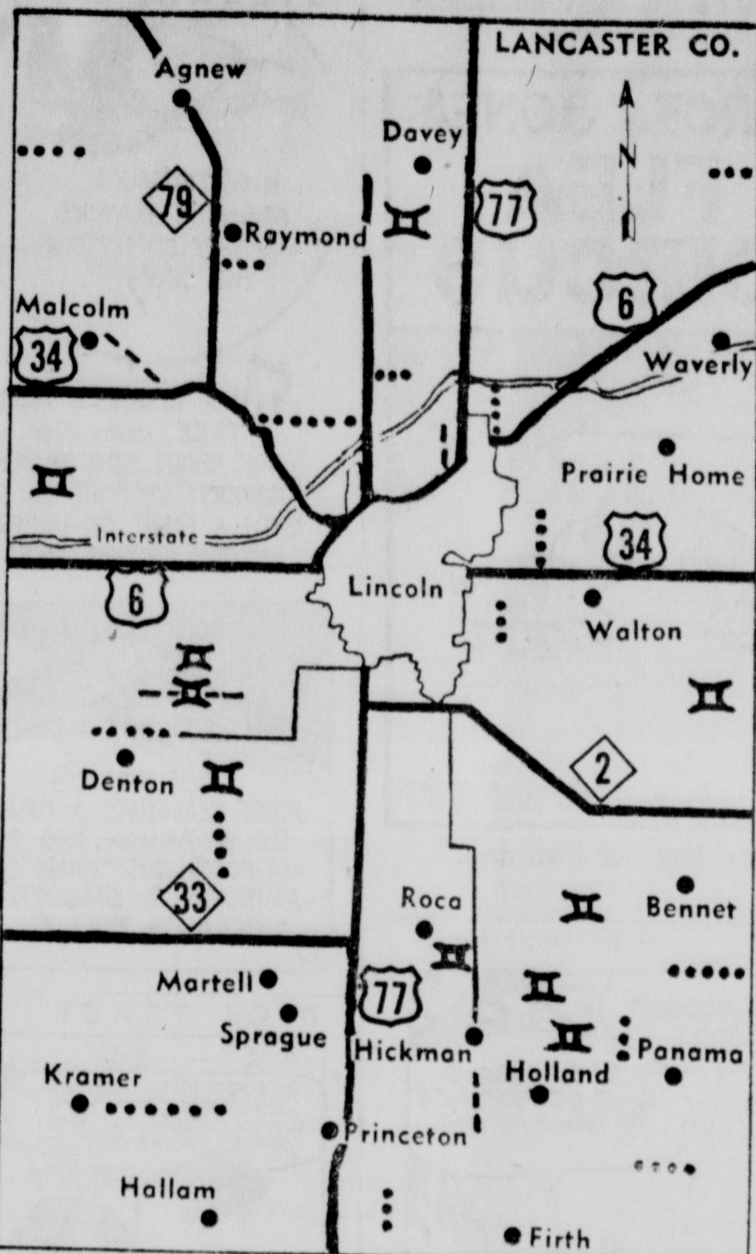 LANCASTER CO.
Agnew
N
Davey
79
77
Raymond
6
Malcolm
34
Waverly
Prairie Home
Interstate
34
Lincoln
6
Walton
2
Denton
33
Roca
Bennet
Martell
77
Sprague
Hickman
Panama
Holland
Kramer
Princeton
Hallam
Firth